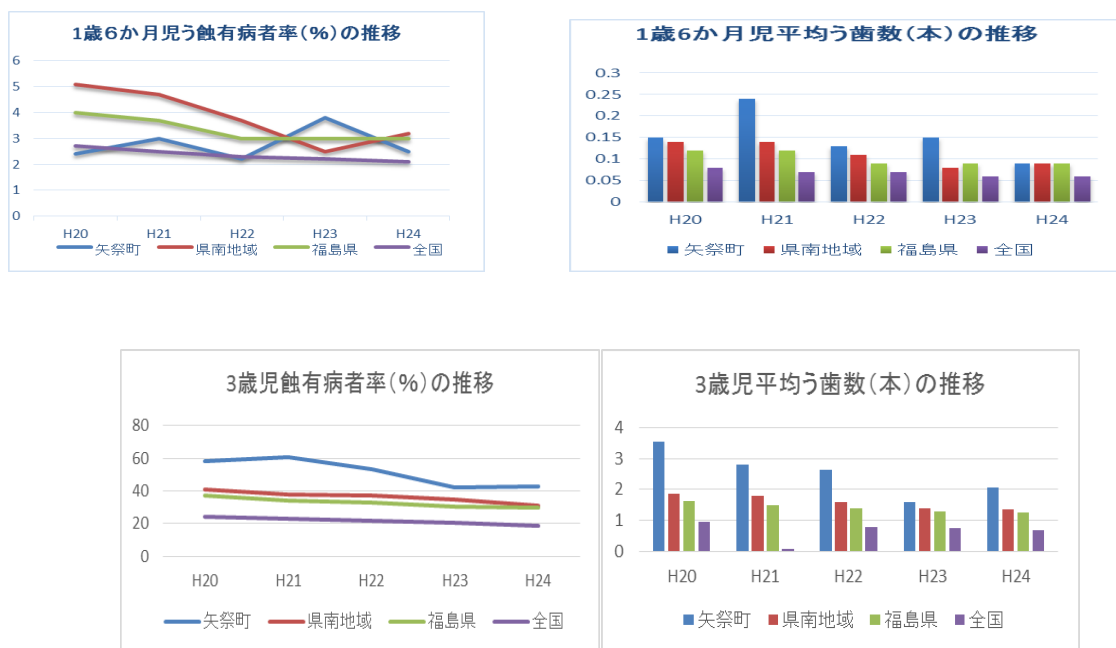 1歳6か月児う蝕有病者率(%)の推移
6
5
4
3
2
1
0
H20 H21 H22 H23 H24
矢祭町 県南地域 福島県 全国
1歳6か月児平均う歯数(本)の推移
0.3
0.25
0.2
0.15
0.1
0.05
0
H20 H21 H22 H23 H24
矢祭町 県南地域 福島県 全国
3歳児蝕有病者率(%)の推移
80
60
40
20
0
H20 H21 H22 H23 H24
矢祭町 県南地域 福島県 全国
3歳児平均う歯数(本)の推移
4
3
2
1
0
H20 H21 H22 H23 H24
矢祭町 県南地域 福島県 全国